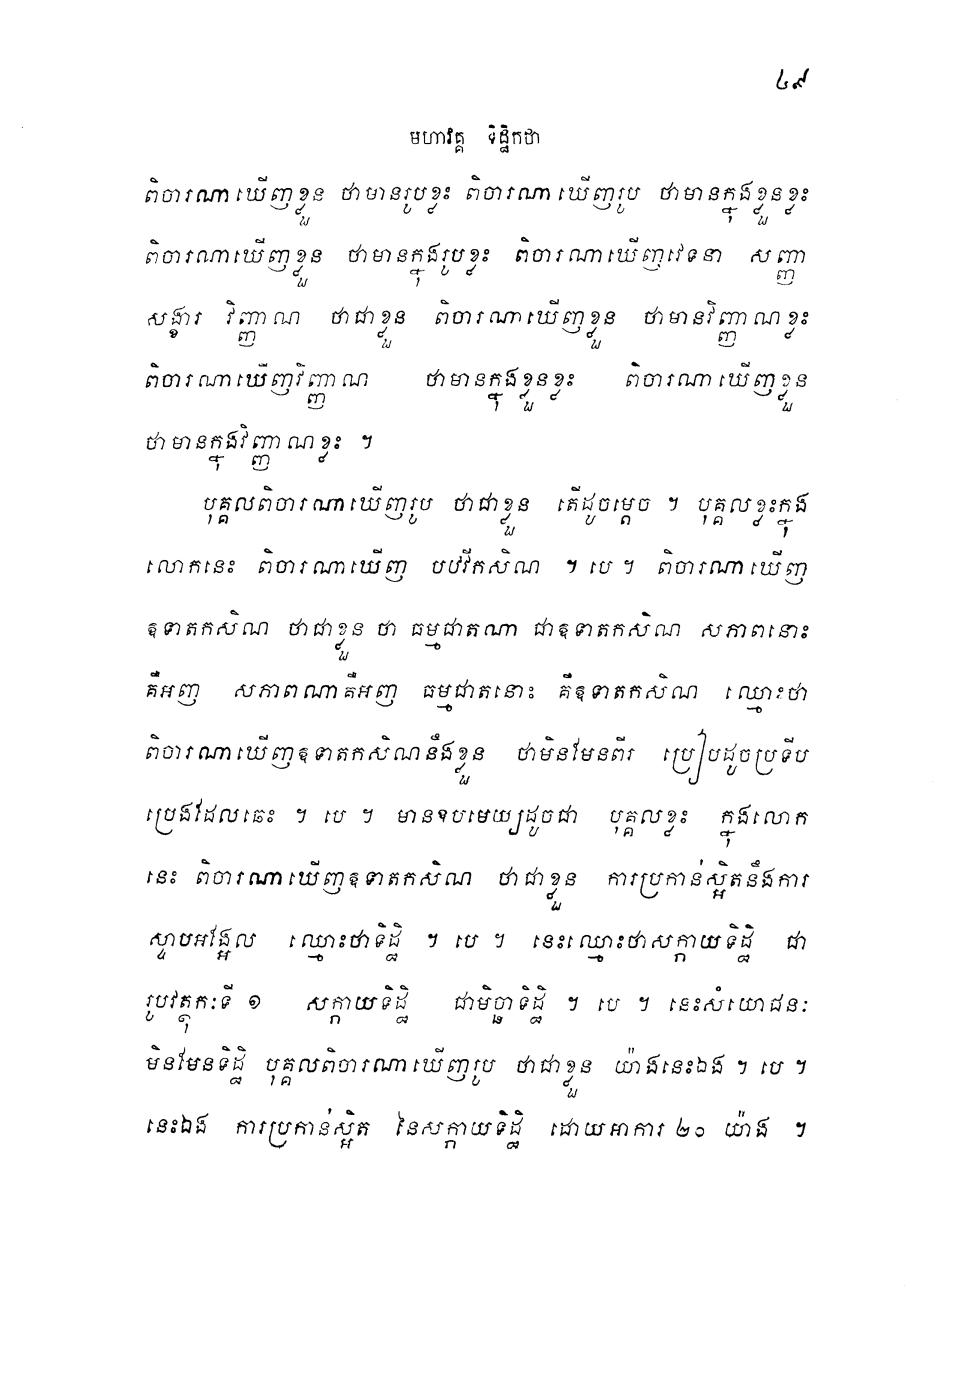 ៤៩
មហាវគ្គ ទិដ្ឋិកថា
ពិចារណាឃើញខ្លួន ថាមានរូបខ្លះ ពិចារណាឃើញរូប ថាមានក្នុងខ្លួនខ្លះ
ពិចារណាឃើញខ្លួន ថាមានក្នុងរូបខ្លះ ពិចារណាឃើញវេទនា សញ្ញា
សង្ខារ វិញ្ញាណ ថាជាខ្លួន ពិចារណាឃើញខ្លួន ថាមានវិញ្ញាណខ្លះ
ពិចារណាឃើញវិញ្ញាណ ថាមានក្នុងខ្លួនខ្លះ ពិចារណាឃើញខ្លួន
ថាមានក្នុងវិញ្ញាណខ្លះ ។
បុគ្គលពិចារណាឃើញរូប ថាជាខ្លួន តើដូចម្តេច ។ បុគ្គលខ្លះក្នុង
លោកនេះ ពិចារណាឃើញ បឋវីកសិណ ។ បេ ។ ពិចារណាឃើញ
ឱទាតកសិណ ថាជាខ្លួន ថា ធម្មជាតណា ជាឱទាតកសិណ សភាពនោះ
គឺអញ សភាពណាគឺអញ ធម្មជាតនោះ គឺឱទាតកសិណ ឈ្មោះថា
ពិចារណាឃើញឱទាតកសិណនឹងខ្លួន ថាមិនមែនពីរ ប្រៀបដូចប្រទីប
ប្រេងដែលឆេះ ។ បេ ។ មានឧបមេយ្យដូចជា បុគ្គលខ្លះ ក្នុងលោក
នេះ ពិចារណាឃើញឱទាតកសិណ ថាជាខ្លួន ការប្រកាន់ស្អិតនឹងការ
ស្ទាបអង្អែល ឈ្មោះថាទិដ្ឋិ ។ បេ ។ នេះឈ្មោះថាសក្កាយទិដ្ឋិ ជា
រូបវត្ថុកៈទី ១ សក្កាយទិដ្ឋិ ជាមិច្ឆាទិដ្ឋិ ។ បេ ។ នេះសំយោជនៈ
មិនមែនទិដ្ឋិ បុគ្គលពិចារណាឃើញរូប ថាជាខ្លួន យ៉ាងនេះឯង ។ បេ ។
នេះឯង ការប្រកាន់ស្អិត នៃសក្កាយទិដ្ឋិ ដោយអាការ ២០ យ៉ាង ។